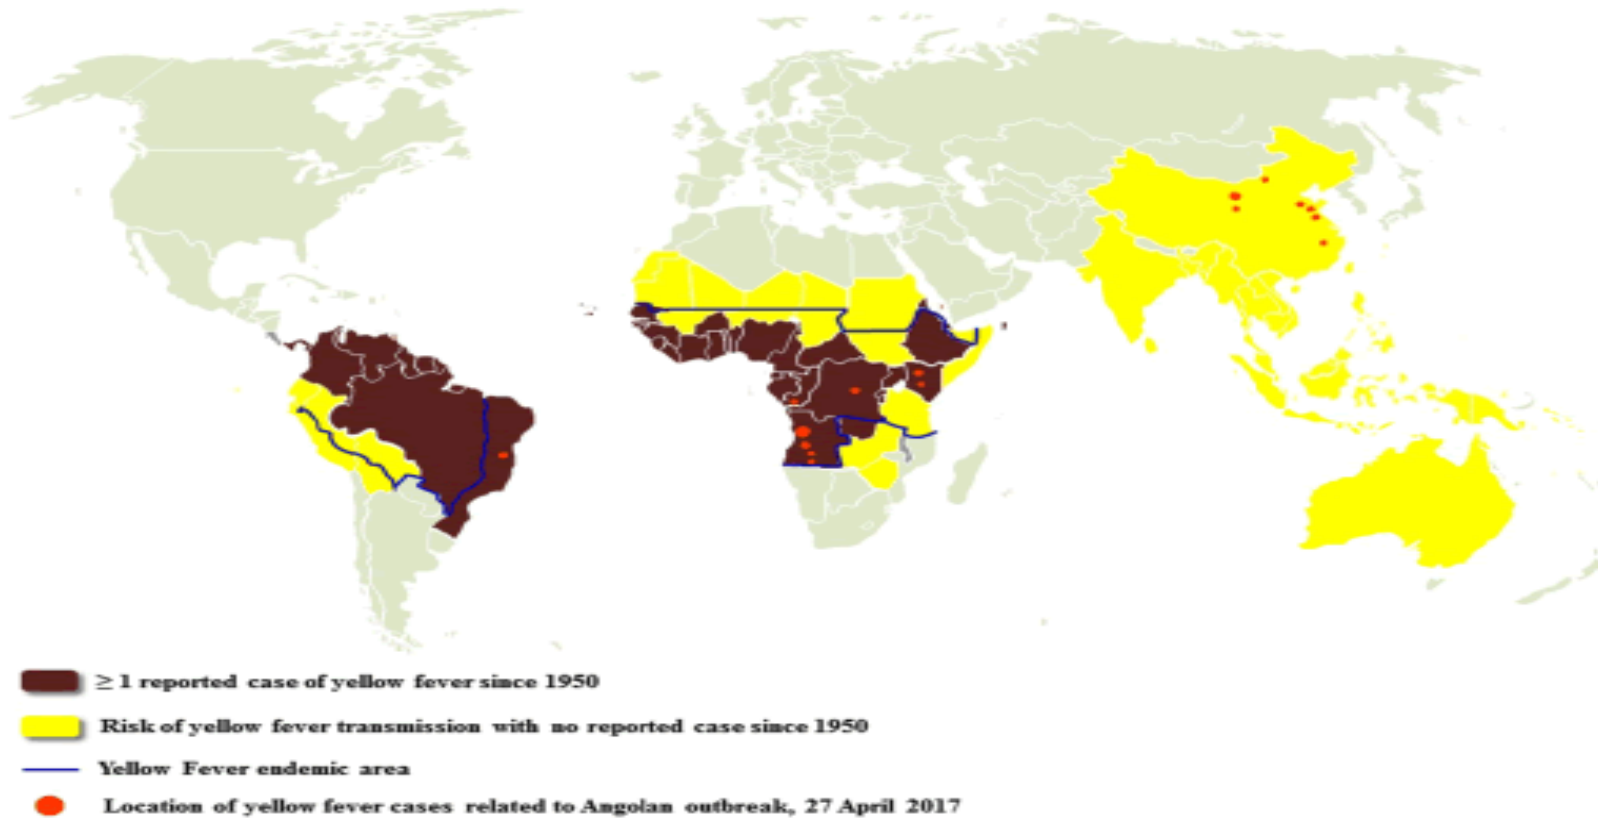 ≥ 1 reported case of yellow fever since 1950
Risk of yellow fever transmission with no reported case since 1950
Yellow Fever endemic area
Location of yellow fever cases related to Angolan outbreak, 27 April 2017